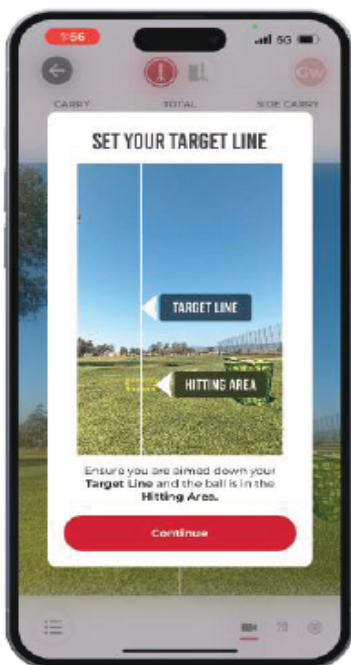 1:56
5G
Gw
CARRY TOTAL SIDE CARRY
SET YOUR TARGET LINE
TARGET LINE
HITTING AREA
Ensure you are aimed down your
Target Line and the ball is in the
Hitting Area.
Continue